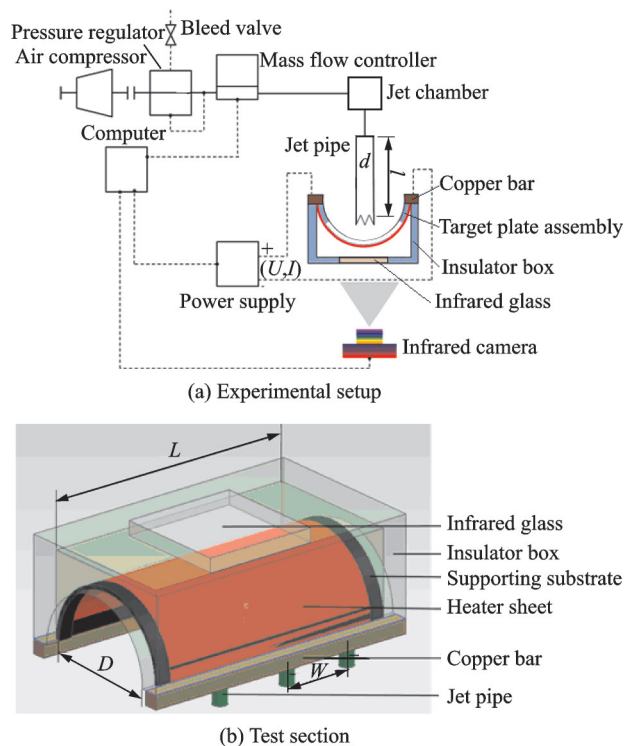 Bleed valve
Pressure regulator
Air compressor
Mass flow controller
Jet chamber
Computer
Jet pipe
d
l
Copper bar
Target plate assembly
Insulator box
+
(U,I)
-
Power supply
Infrared glass
Infrared camera
(a) Experimental setup
L
Infrared glass
Insulator box
Supporting substrate
Heater sheet
D
W
Copper bar
Jet pipe
(b) Test section